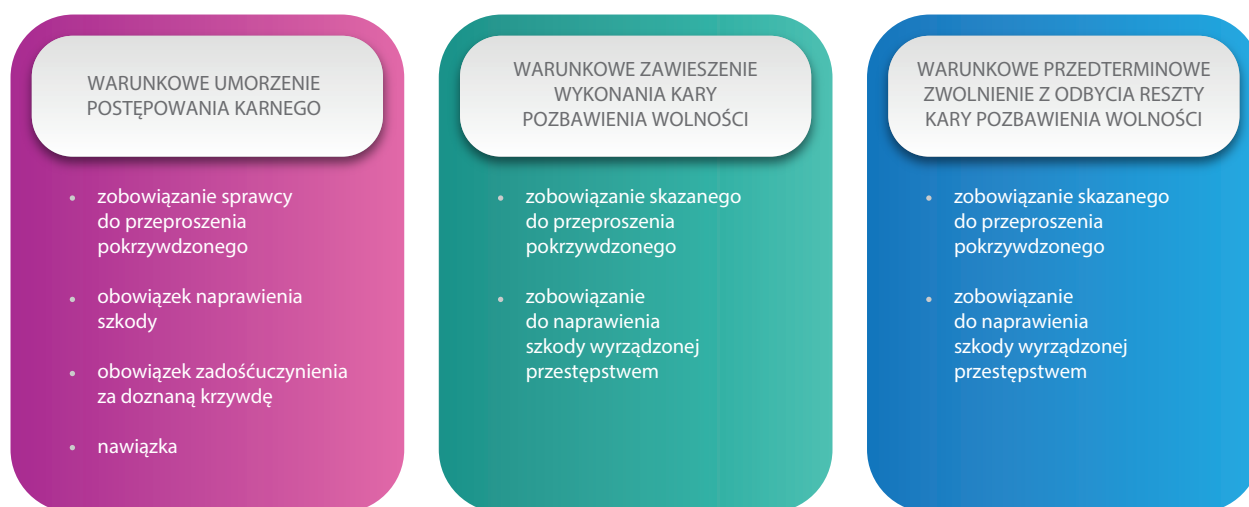 WARUNKOWE UMORZENIE
POSTĘPOWANIA KARNEGO
• zobowiązanie sprawcy
do przeproszenia
pokrzywdzonego
• obowiązek naprawienia
szkody
• obowiązek zadośćuczynienia
za doznaną krzywdę
• nawiązka
WARUNKOWE ZAWIESZENIE
WYKONANIA KARY
POZBAWIENIA WOLNOŚCI
• zobowiązanie skazanego
do przeproszenia
pokrzywdzonego
• zobowiązanie
do naprawienia
szkody wyrządzonej
przestępstwem
WARUNKOWE PRZEDTERMINOWE
ZWOLNIENIE Z ODBYCIA RESZTY
KARY POZBAWIENIA WOLNOŚCI
• zobowiązanie skazanego
do przeproszenia
pokrzywdzonego
• zobowiązanie
do naprawienia
szkody wyrządzonej
przestępstwem